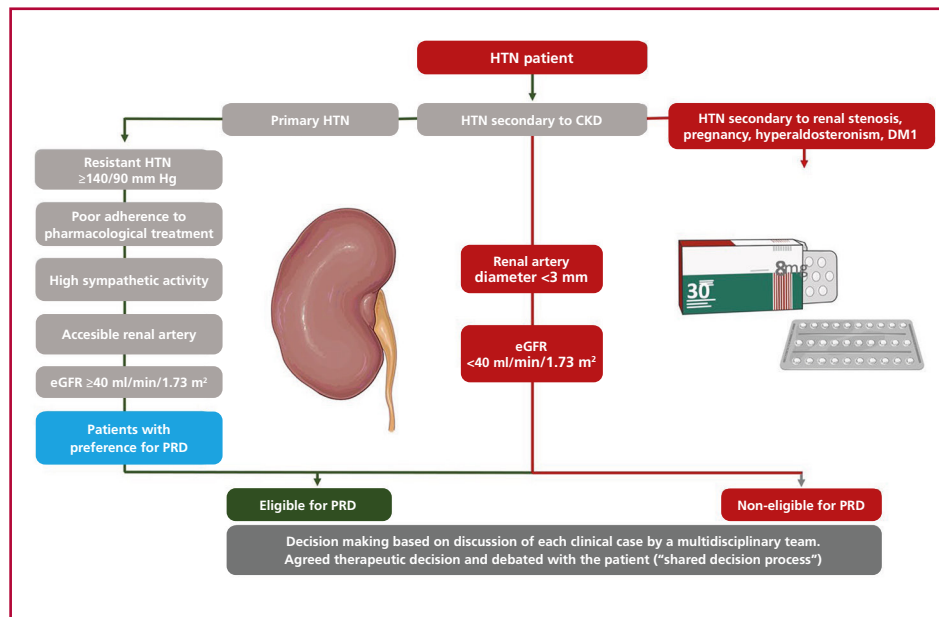 HTN patient
Primary HTN
HTN secondary to CKD
HTN secondary to renal stenosis,
pregnancy, hyperaldosteronism, DM1
Resistant HTN
≥140/90 mm Hg
Poor adherence to
pharmacological treatment
High sympathetic activity
Accesible renal artery
eGFR ≥40 ml/min/1.73 m²
Patients with
preference for PRD
Renal artery
diameter <3 mm
eGFR
<40 ml/min/1.73 m²
8mg
30
Eligible for PRD
Non-eligible for PRD
Decision making based on discussion of each clinical case by a multidisciplinary team.
Agreed therapeutic decision and debated with the patient (“shared decision process”)